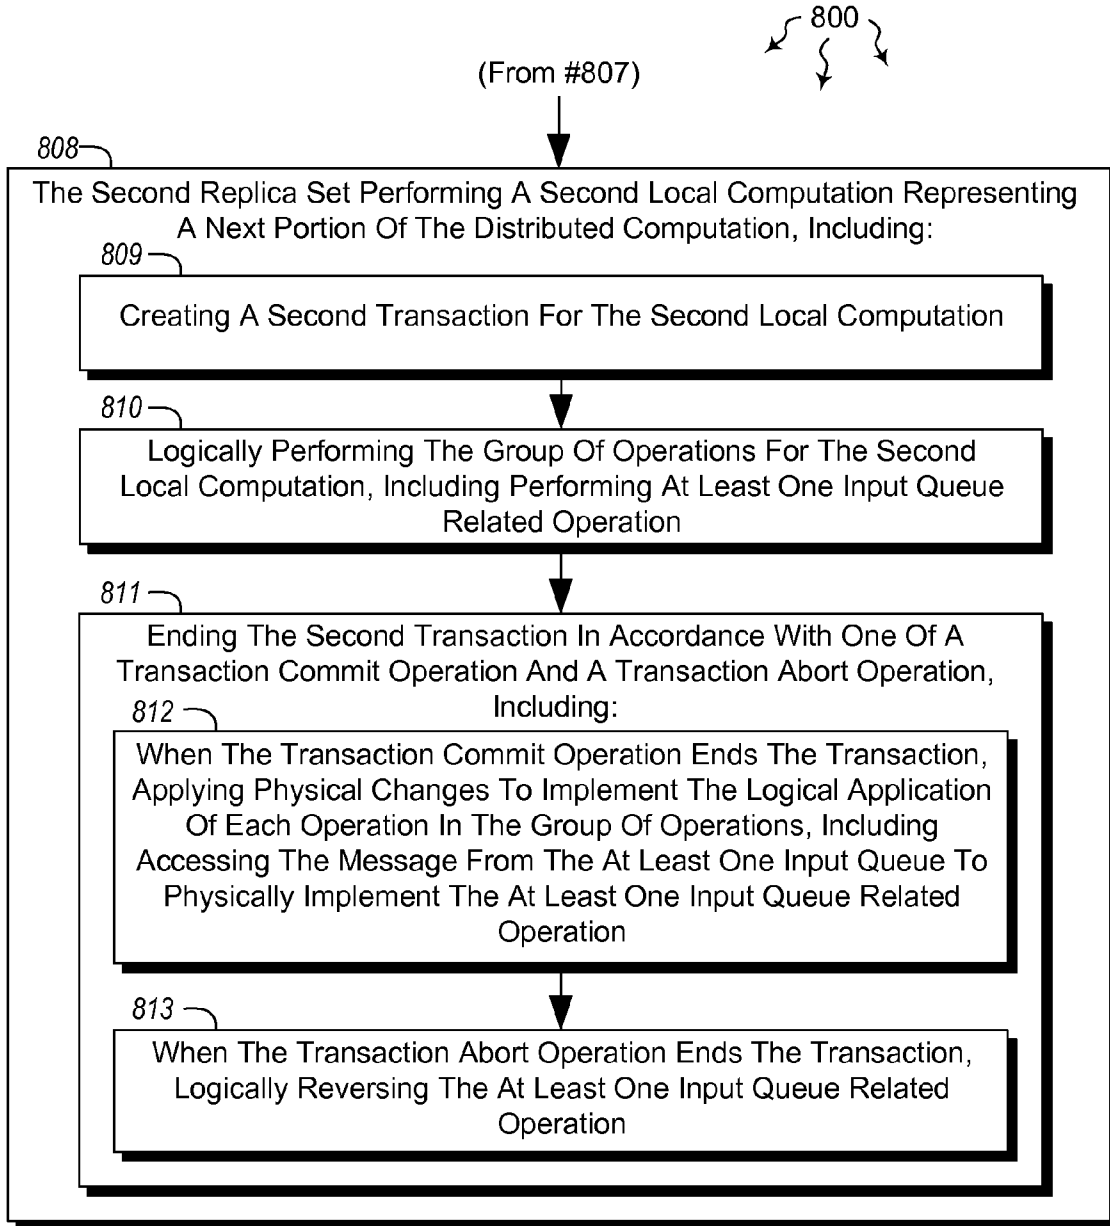 800
(From #807)
808
The Second Replica Set Performing A Second Local Computation Representing
A Next Portion Of The Distributed Computation, Including:
809
Creating A Second Transaction For The Second Local Computation
810
Logically Performing The Group Of Operations For The Second
Local Computation, Including Performing At Least One Input Queue
Related Operation
811
Ending The Second Transaction In Accordance With One Of A
Transaction Commit Operation And A Transaction Abort Operation,
Including:
812
When The Transaction Commit Operation Ends The Transaction,
Applying Physical Changes To Implement The Logical Application
Of Each Operation In The Group Of Operations, Including
Accessing The Message From The At Least One Input Queue To
Physically Implement The At Least One Input Queue Related
Operation
813
When The Transaction Abort Operation Ends The Transaction,
Logically Reversing The At Least One Input Queue Related
Operation